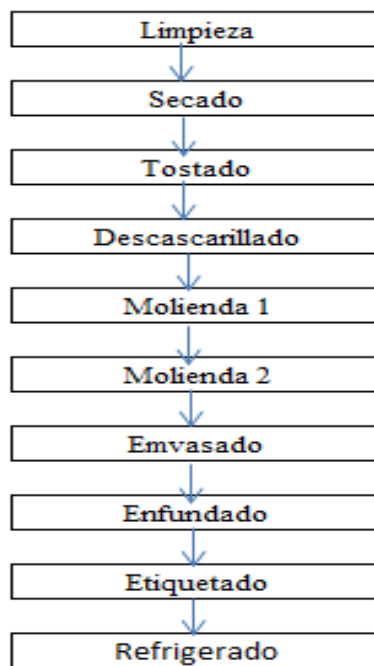 Limpieza
Secado
Tostado
Descascarillado
Molienda 1
Molienda 2
Emvasado
Enfundado
Etiquetado
Refrigerado